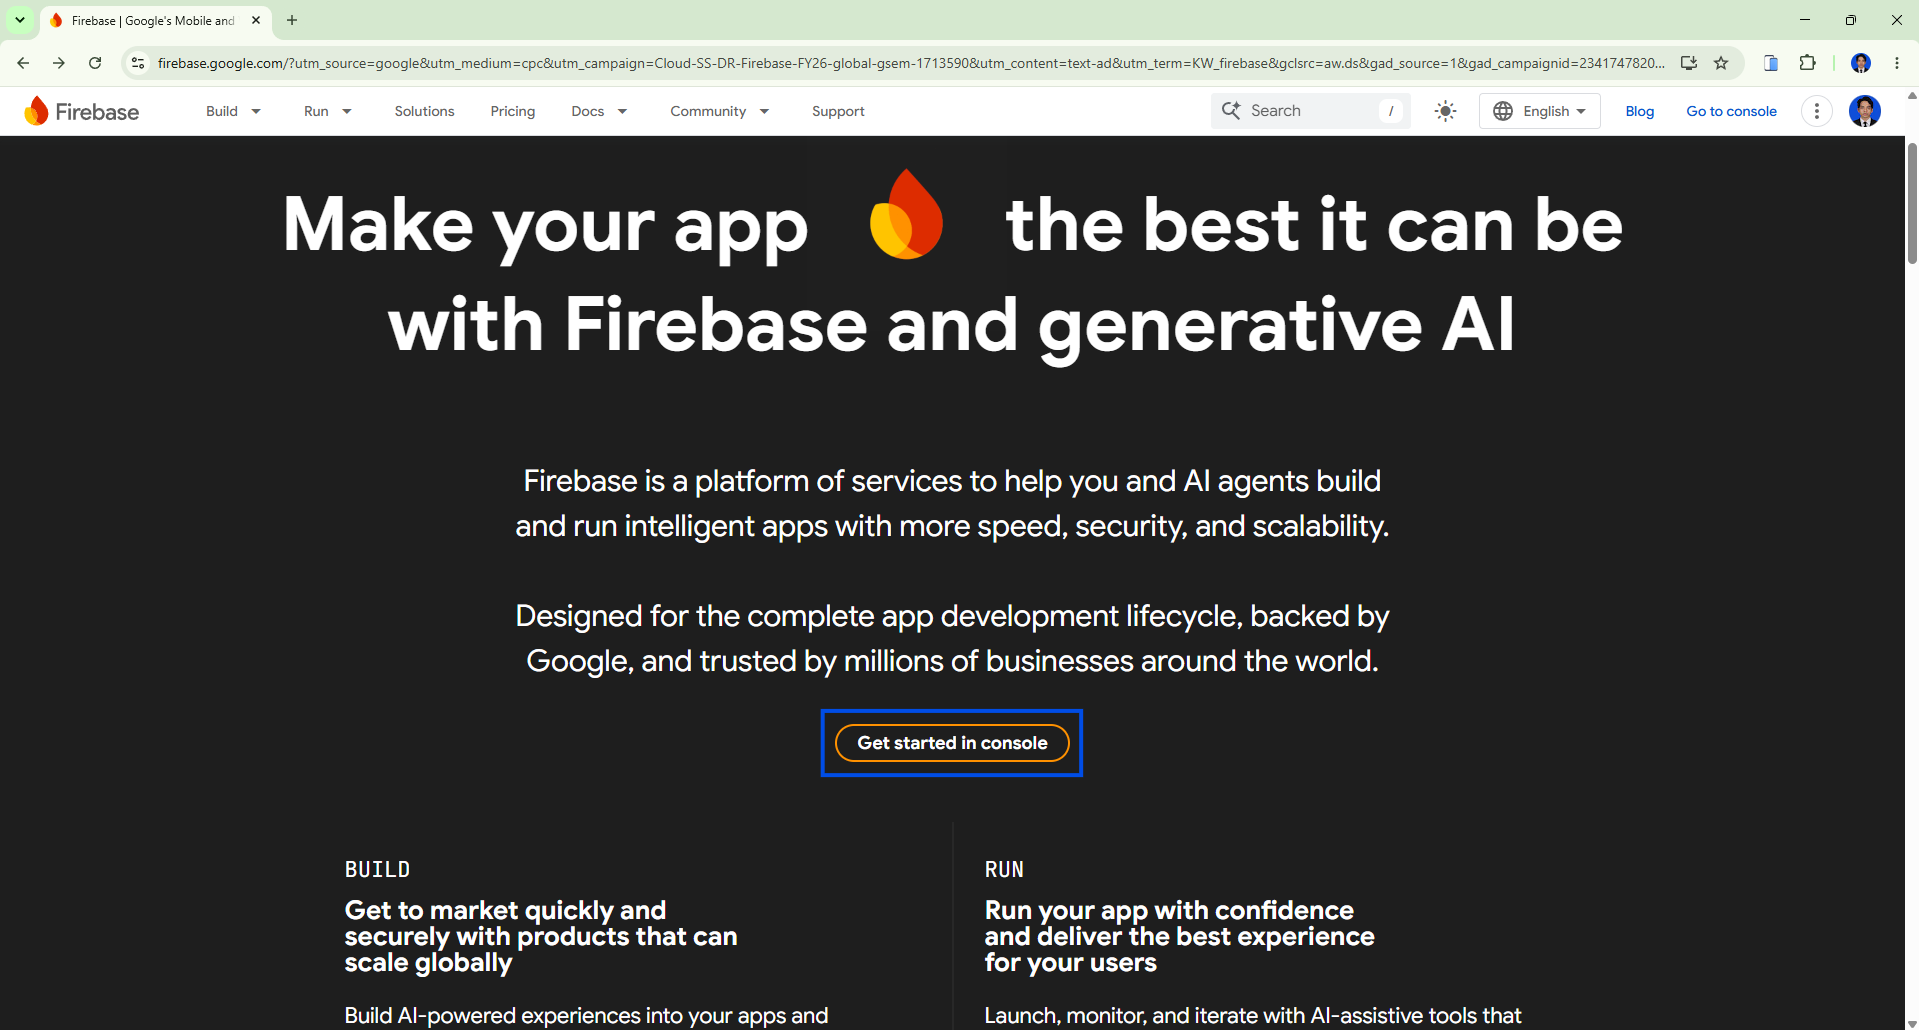 Firebase | Google's Mobile and
firebase.google.com/?utm_source=google&utm_medium=cpc&utm_campaign=Cloud-SS-DR-Firebase-FY26-global-gsem-1713590&utm_content=text-ad&utm_term=KW_firebase&gclsrc=aw.ds&gad_source=1&gad_campaignid=2341747820...
Firebase Build Run Solutions Pricing Docs Community Support Search / English Blog Go to console
Make your app the best it can be
with Firebase and generative AI
Firebase is a platform of services to help you and AI agents build
and run intelligent apps with more speed, security, and scalability.
Designed for the complete app development lifecycle, backed by
Google, and trusted by millions of businesses around the world.
Get started in console
BUILD
Get to market quickly and
securely with products that can
scale globally
Build AI-powered experiences into your apps and
RUN
Run your app with confidence
and deliver the best experience
for your users
Launch, monitor, and iterate with AI-assistive tools that